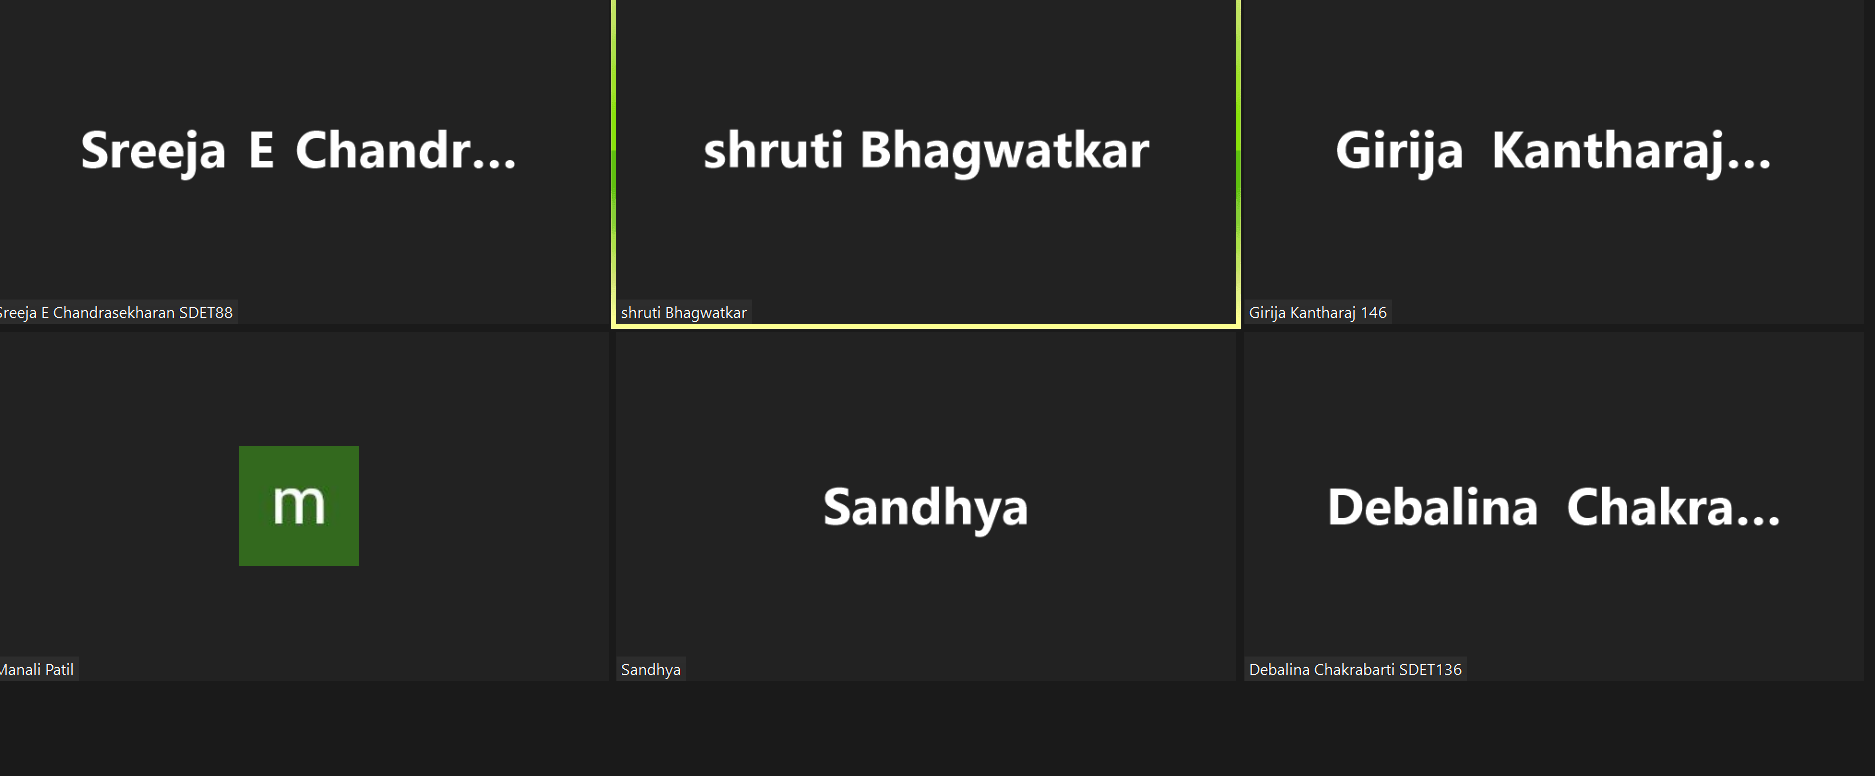 Sreeja E Chandr...
shruti Bhagwatkar
Girija Kantharaj...
Sreeja E Chandrasekharan SDET88
shruti Bhagwatkar
Girija Kantharaj 146
m
Sandhya
Debalina Chakra...
Manali Patil
Sandhya
Debalina Chakrabarti SDET136